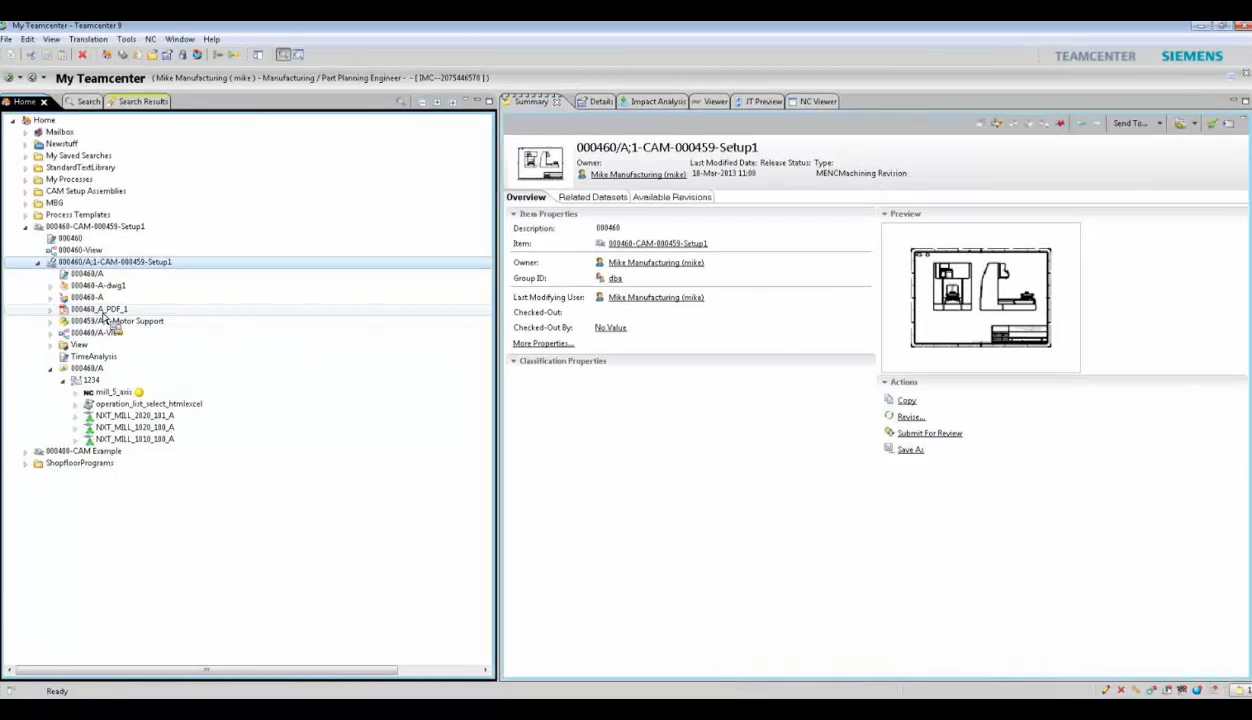 My Teamcenter - Teamcenter 9
File Edit View Translation Tools NC Window Help
TEAMCENTER SIEMENS
My Teamcenter ( Mike Manufacturing ( mike ) - Manufacturing / Part Planning Engineer - - [ IMC--2075446578 ] )
Home Search Search Results
Summary Details Impact Analysis Viewer JT Preview NC Viewer
Home
Mailbox
Newstuff
My Saved Searches
StandardTextLibrary
My Processes
CAM Setup Assemblies
MBG
Process Templates
000460-CAM-000459-Setup1
000460
000460-View
000460/A;1-CAM-000459-Setup1
000460/A
000460-A-dwg1
000460-A
000460_A_PDF_1
000459/A Motor Support
000460/A-View
View
TimeAnalysis
000460/A
1234
mill_5_axis
operation_list_select_htmlexcel
NXT_MILL_2020_101_A
NXT_MILL_1020_100_A
NXT_MILL_1010_100_A
000408-CAM Example
ShopfloorPrograms
Send To...
000460/A;1-CAM-000459-Setup1
Owner: Last Modified Date: Release Status: Type:
Mike Manufacturing (mike) 18-Mar-2013 11:08 MENCMachining Revision
Overview Related Datasets Available Revisions
Item Properties
Description: 000460
Item: 000460-CAM-000459-Setup1
Owner: Mike Manufacturing (mike)
Group ID: dba
Last Modifying User: Mike Manufacturing (mike)
Checked-Out:
Checked-Out By: No Value
More Properties...
Classification Properties
Preview
Actions
Copy
Revise...
Submit For Review
Save As
Ready